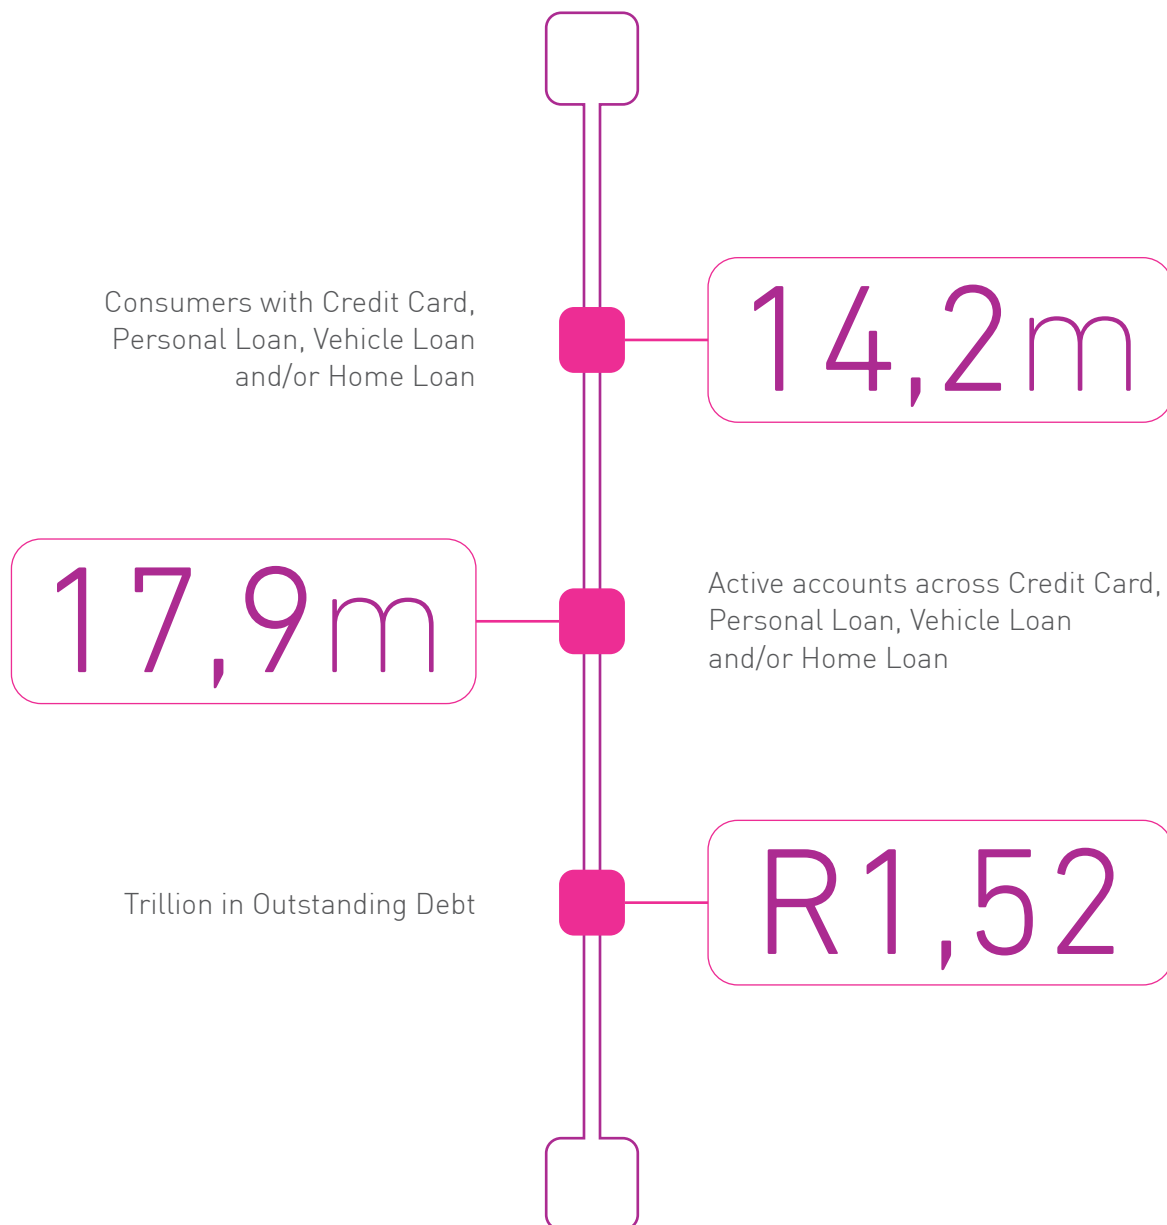 Consumers with Credit Card,
Personal Loan, Vehicle Loan
and/or Home Loan
14,2m
17,9m
Active accounts across Credit Card,
Personal Loan, Vehicle Loan
and/or Home Loan
Trillion in Outstanding Debt
R1,52